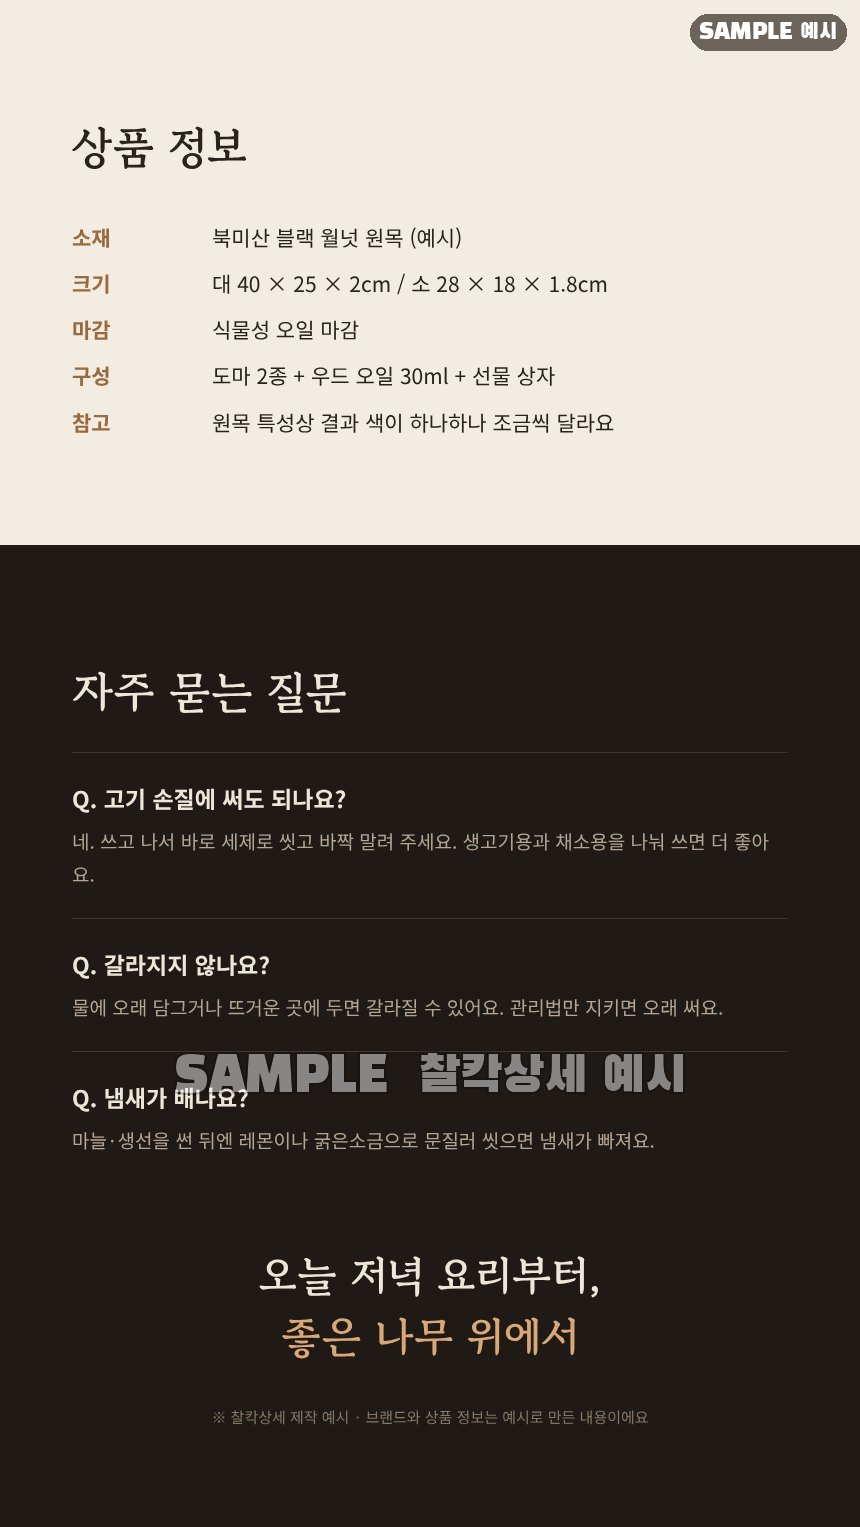 SAMPLE 예시
상품 정보
소재 북미산 블랙 월넛 원목 (예시)
크기 대 40 × 25 × 2cm / 소 28 × 18 × 1.8cm
마감 식물성 오일 마감
구성 도마 2종 + 우드 오일 30ml + 선물 상자
참고 원목 특성상 결과 색이 하나하나 조금씩 달라요
자주 묻는 질문
Q. 고기 손질에 써도 되나요?
네. 쓰고 나서 바로 세제로 씻고 바짝 말려 주세요. 생고기용과 채소용을 나눠 쓰면 더 좋아
요.
Q. 갈라지지 않나요?
물에 오래 담그거나 뜨거운 곳에 두면 갈라질 수 있어요. 관리법만 지키면 오래 써요.
SAMPLE 찰칵상세 예시
Q. 냄새가 배나요?
마늘·생선을 썬 뒤엔 레몬이나 굵은소금으로 문질러 씻으면 냄새가 빠져요.
오늘 저녁 요리부터,
좋은 나무 위에서
※ 찰칵상세 제작 예시 · 브랜드와 상품 정보는 예시로 만든 내용이에요